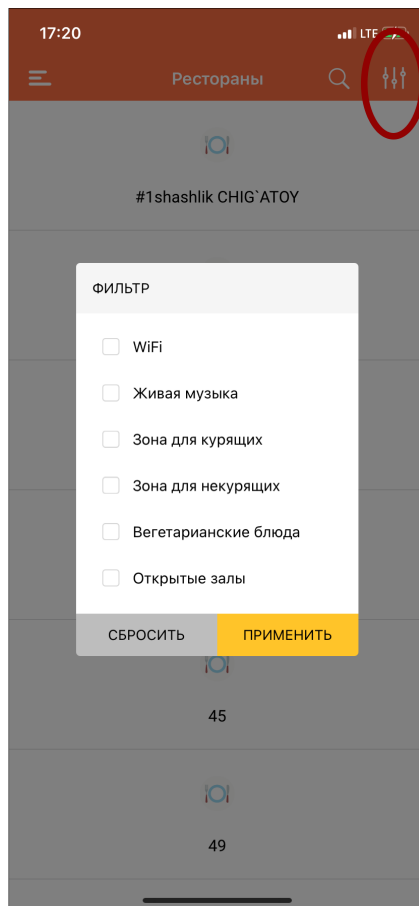 17:20
LTE
Рестораны
#1shashlik CHIG`ATOY
ФИЛЬТР
WiFi
Живая музыка
Зона для курящих
Зона для некурящих
Вегетарианские блюда
Открытые залы
СБРОСИТЬ
ПРИМЕНИТЬ
45
49